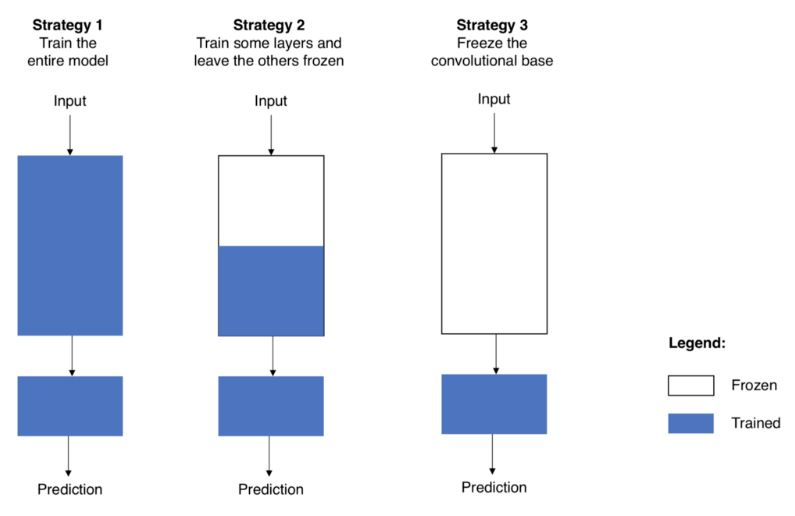 Strategy 1
Train the
entire model
Input
Prediction
Strategy 2
Train some layers and
leave the others frozen
Input
Prediction
Strategy 3
Freeze the
convolutional base
Input
Prediction
Legend:
Frozen
Trained